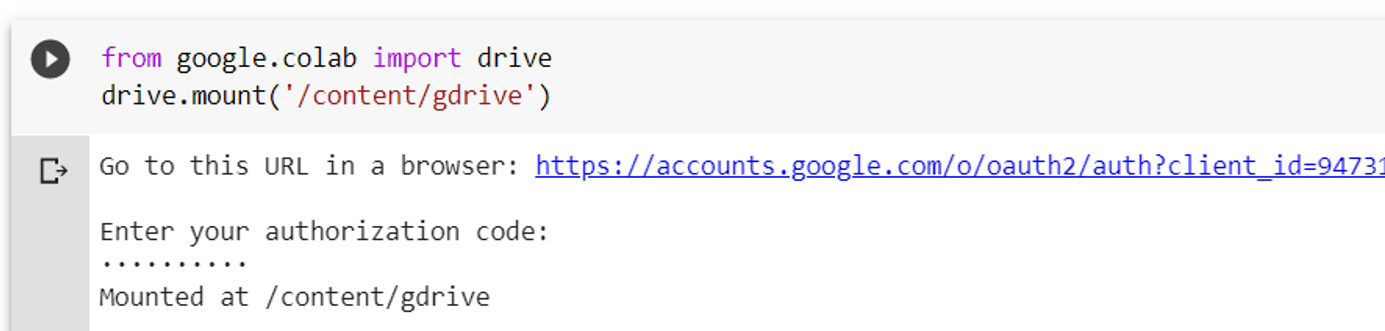 from google.colab import drive
drive.mount('/content/gdrive')
Go to this URL in a browser: https://accounts.google.com/o/oauth2/auth?client_id=94731
Enter your authorization code:
··········
Mounted at /content/gdrive